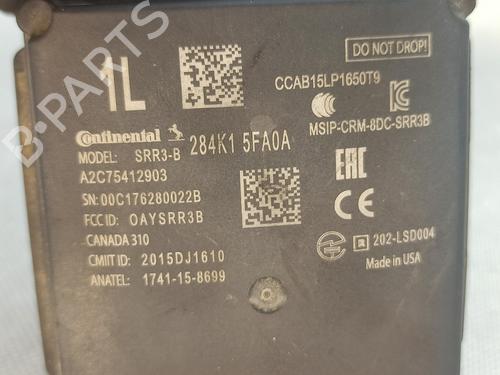 B-PARTS
1L
DO NOT DROP!
CCAB15LP1650T9
MSIP-CRM-8DC-SRR3B
Continental
284K1 5FA0A
MODEL: SRR3-B
A2C75412903
SN: 00C176280022B
FCC ID: OAYSRR3B
CANADA 310
CMIIT ID: 2015DJ1610
ANATEL: 1741-15-8699
EAC
CE
R 202-LSD004
Made in USA